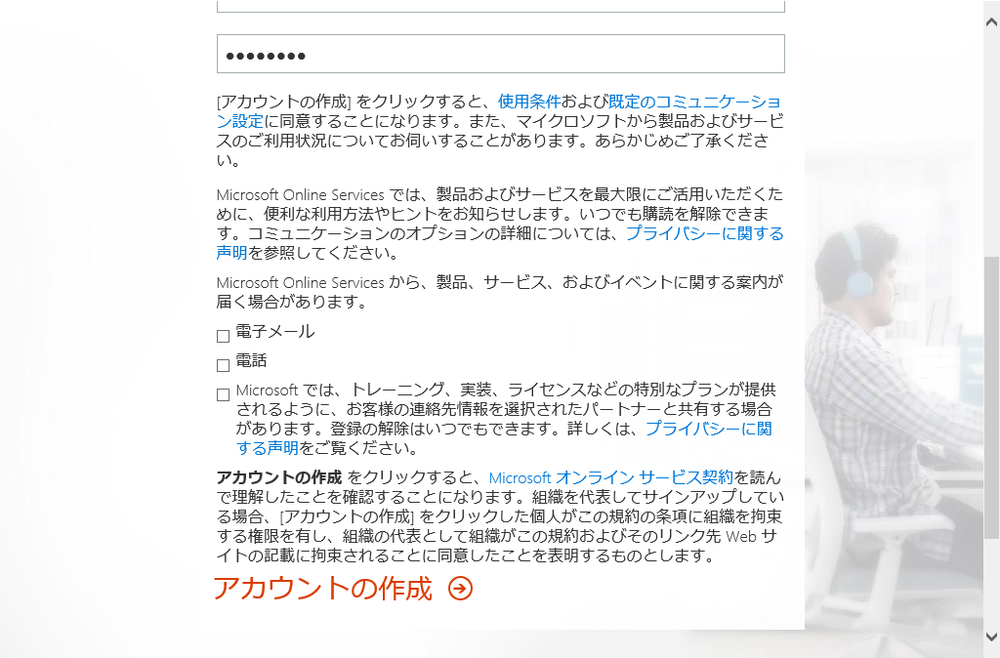 ●●●●●●●●
[アカウントの作成] をクリックすると、使用条件および既定のコミュニケーショ
ン設定に同意することになります。また、マイクロソフトから製品およびサービ
スのご利用状況についてお伺いすることがあります。あらかじめご了承くださ
い。
Microsoft Online Services では、製品およびサービスを最大限にご活用いただくた
めに、便利な利用方法やヒントをお知らせします。いつでも購読を解除できま
す。コミュニケーションのオプションの詳細については、プライバシーに関する
声明を参照してください。
Microsoft Online Services から、製品、サービス、およびイベントに関する案内が
届く場合があります。
電子メール
電話
Microsoft では、トレーニング、実装、ライセンスなどの特別なプランが提供
されるように、お客様の連絡先情報を選択されたパートナーと共有する場合
があります。登録の解除はいつでもできます。詳しくは、プライバシーに関
する声明をご覧ください。
アカウントの作成 をクリックすると、Microsoft オンライン サービス契約を読ん
で理解したことを確認することになります。組織を代表してサインアップしてい
る場合、[アカウントの作成] をクリックした個人がこの規約の条項に組織を拘束
する権限を有し、組織の代表として組織がこの規約およびそのリンク先 Web サ
イトの記載に拘束されることに同意したことを表明するものとします。
アカウントの作成